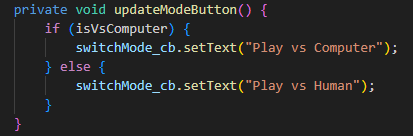 private void updateModeButton() {
    if (isVsComputer) {
        switchMode_cb.setText("Play vs Computer");
    } else {
        switchMode_cb.setText("Play vs Human");
    }
}